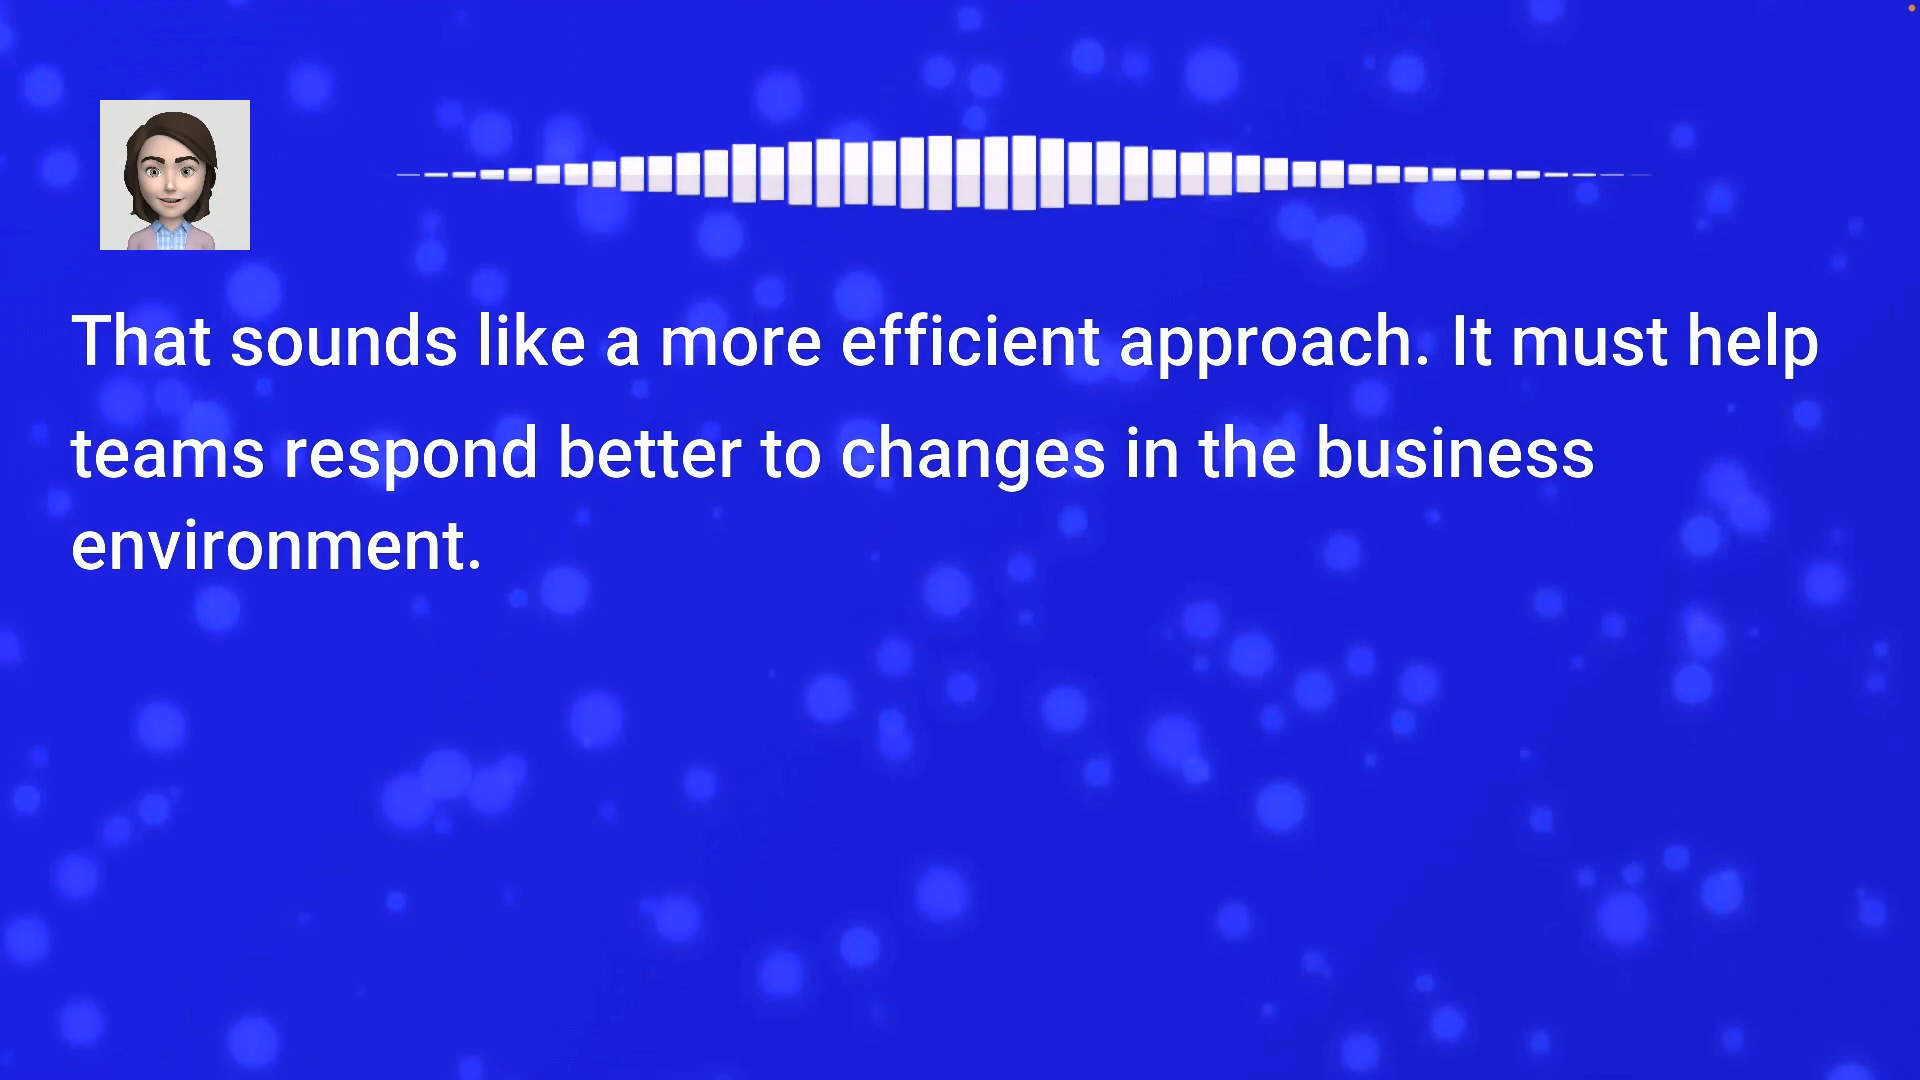 That sounds like a more efficient approach. It must help
teams respond better to changes in the business
environment.